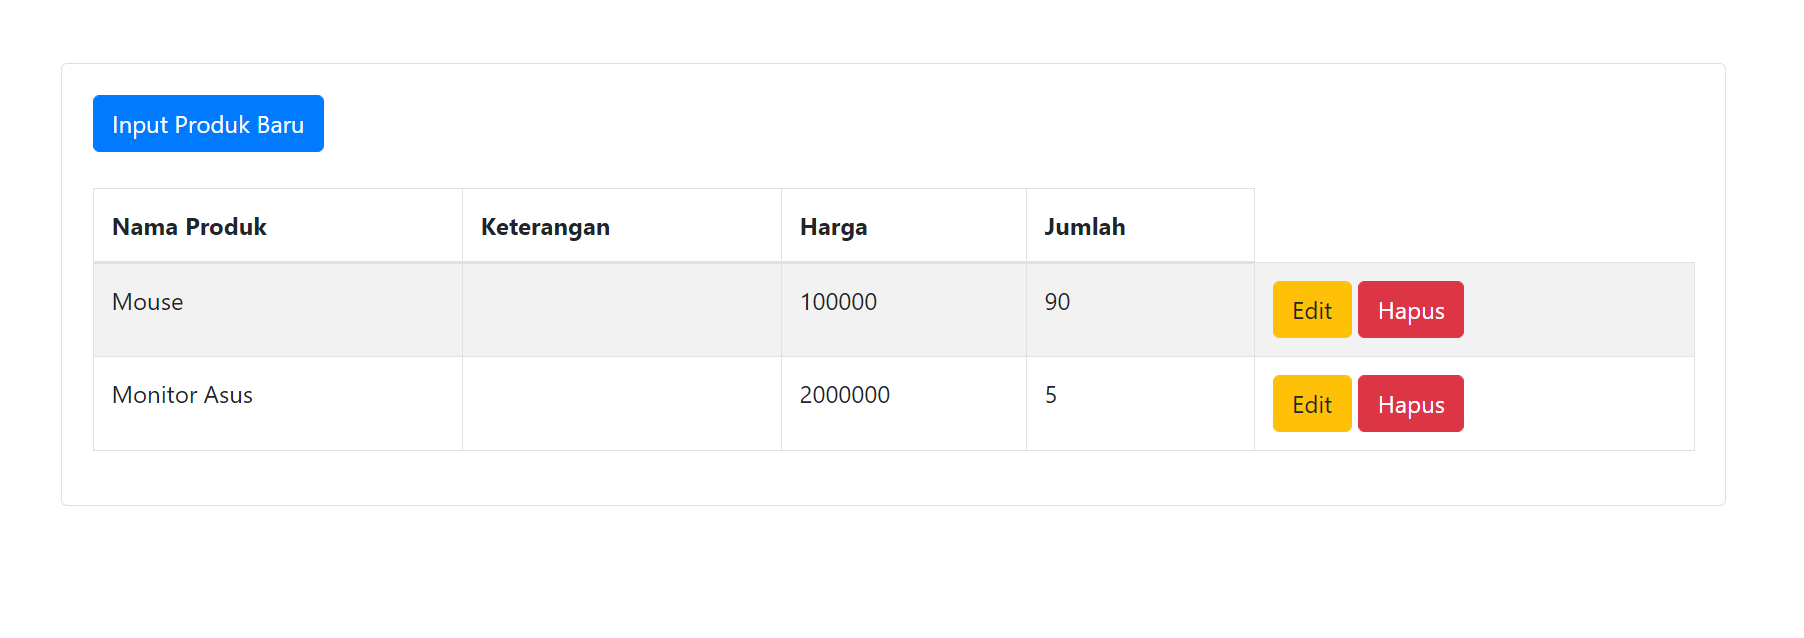 Input Produk Baru
Nama Produk Keterangan Harga Jumlah
Mouse 100000 90 Edit Hapus
Monitor Asus 2000000 5 Edit Hapus